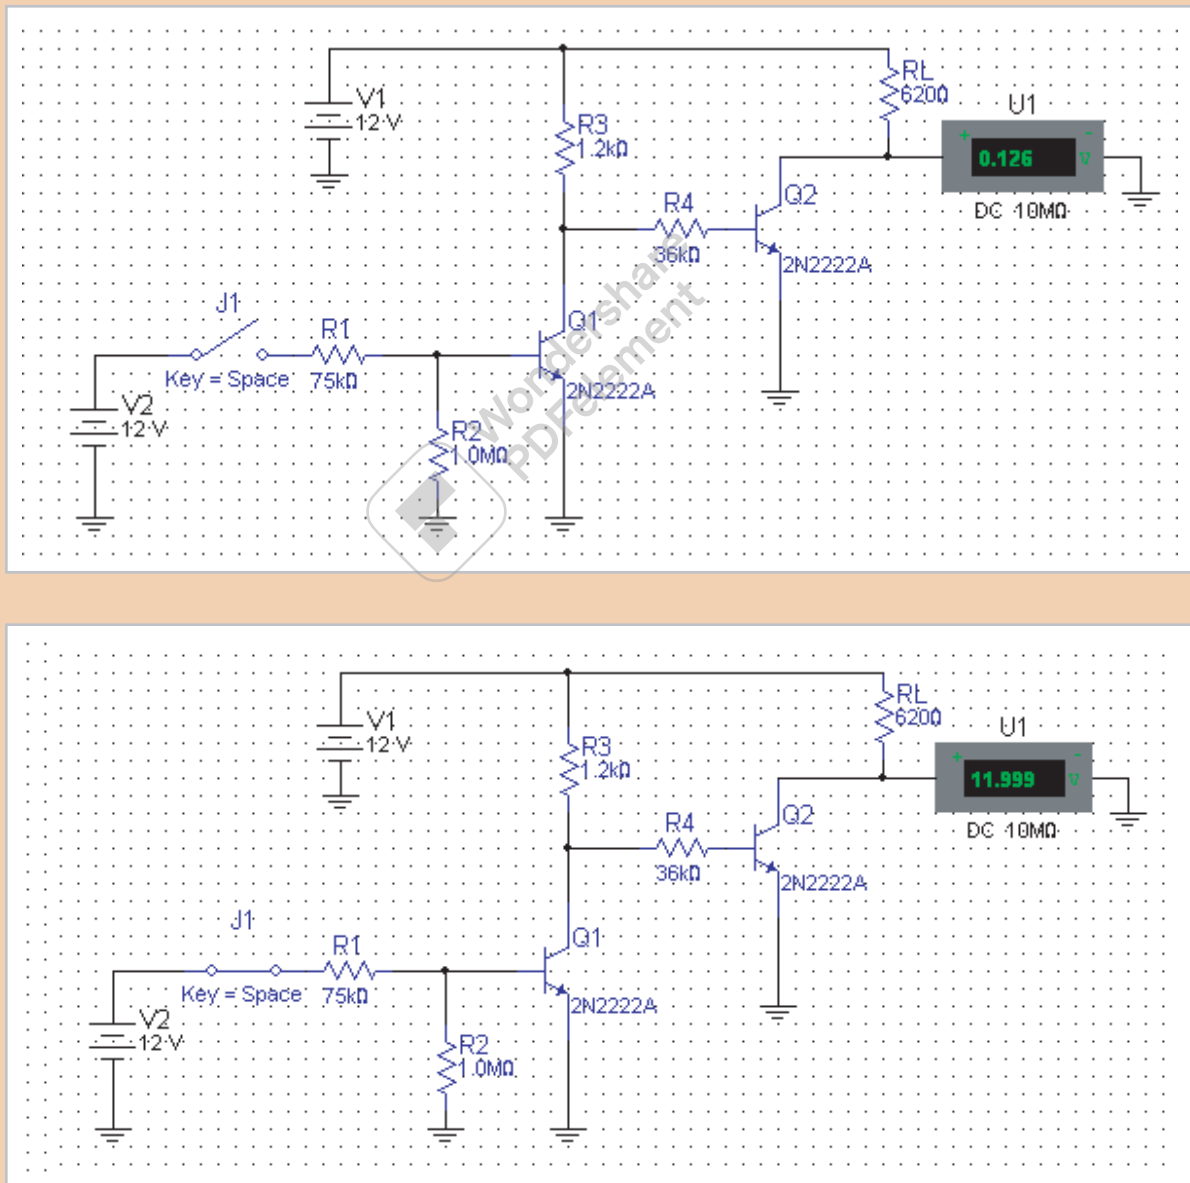 V1
12 V
R3
1.2kΩ
RL
620Ω
U1
+ -
0.126 V
DC 10MΩ
R4
36kΩ
Q2
2N2222A
J1
Key = Space
R1
75kΩ
Q1
2N2222A
V2
12 V
R2
1.0MΩ
Wondershare
PDFelement
V1
12 V
R3
1.2kΩ
RL
620Ω
U1
+ -
11.999 V
DC 10MΩ
R4
36kΩ
Q2
2N2222A
J1
Key = Space
R1
75kΩ
Q1
2N2222A
V2
12 V
R2
1.0MΩ